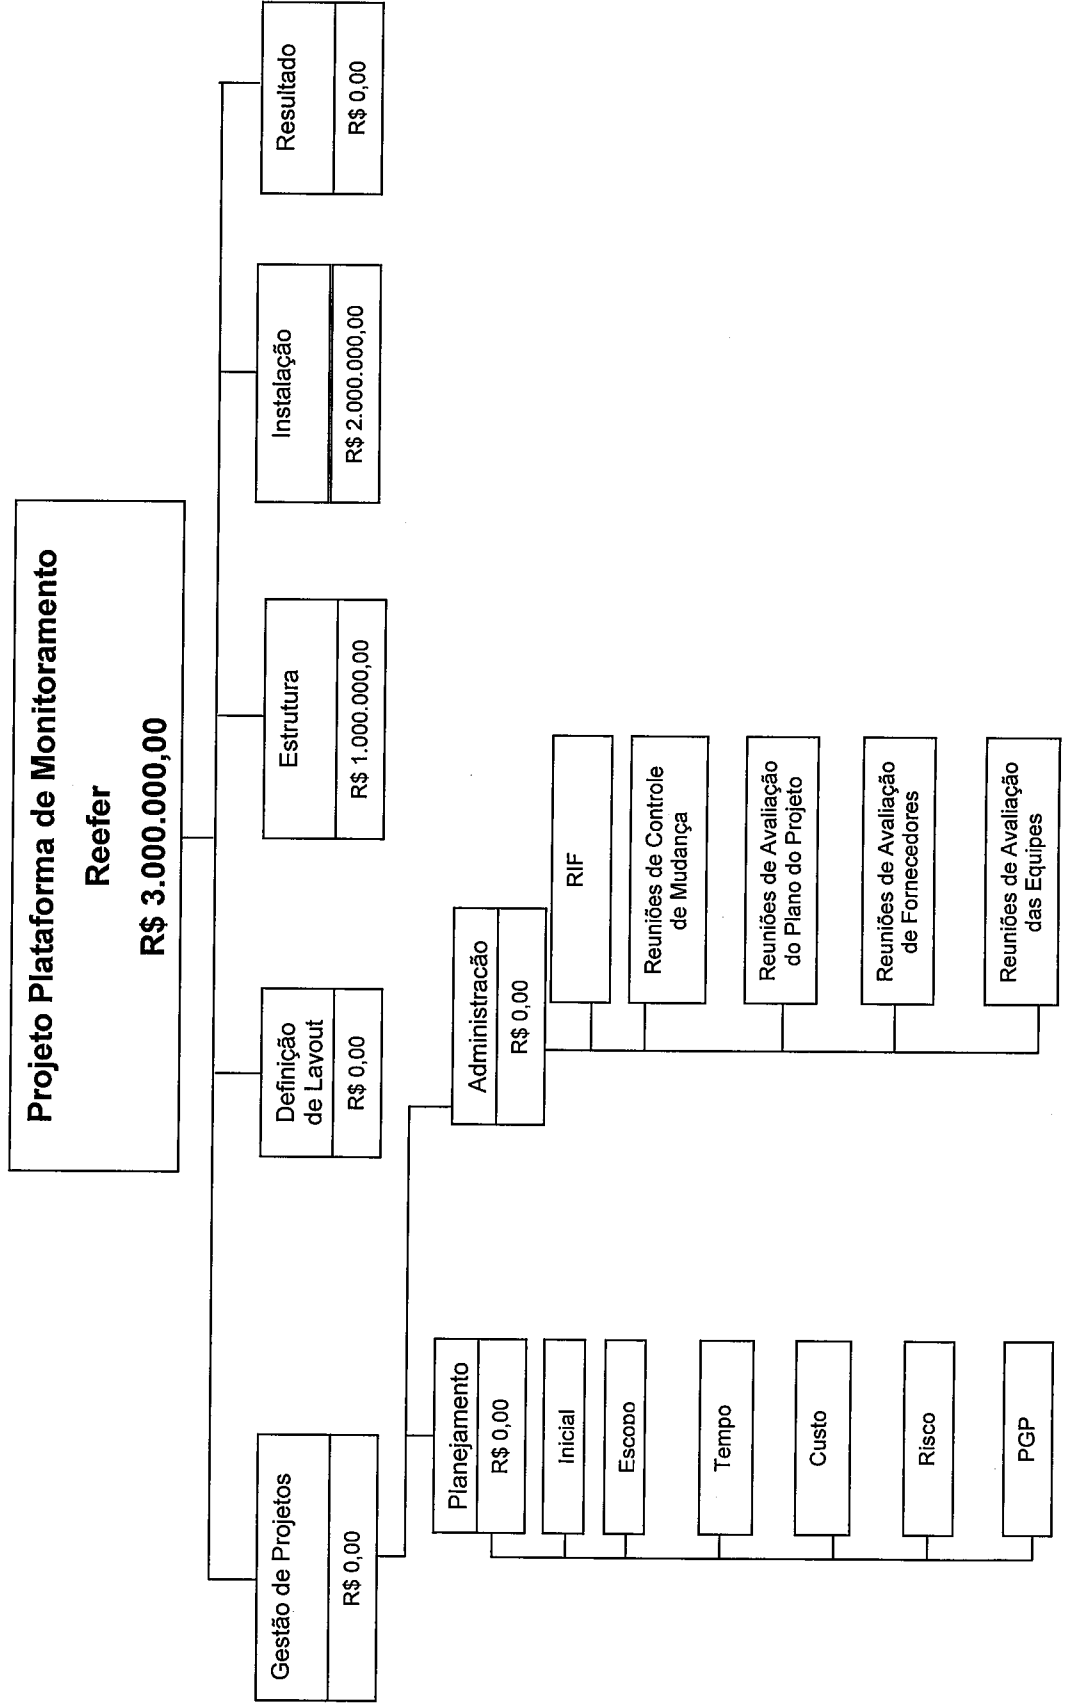 Projeto Plataforma de Monitoramento
Reefer
R$ 3.000.000,00
Gestão de Projetos
R$ 0,00
Definição
de Lavout
R$ 0,00
Estrutura
R$ 1.000.000,00
Instalação
R$ 2.000.000,00
Resultado
R$ 0,00
Planejamento
R$ 0,00
Inicial
Escopo
Tempo
Custo
Risco
PGP
Administracão
R$ 0,00
RIF
Reuniões de Controle
de Mudança
Reuniões de Avaliação
do Plano do Projeto
Reuniões de Avaliação
de Fornecedores
Reuniões de Avaliação
das Equipes